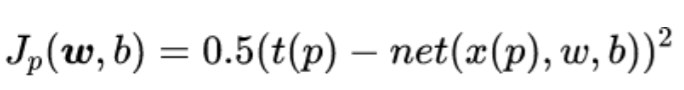 J_p(w, b) = 0.5(t(p) − net(x(p), w, b))²